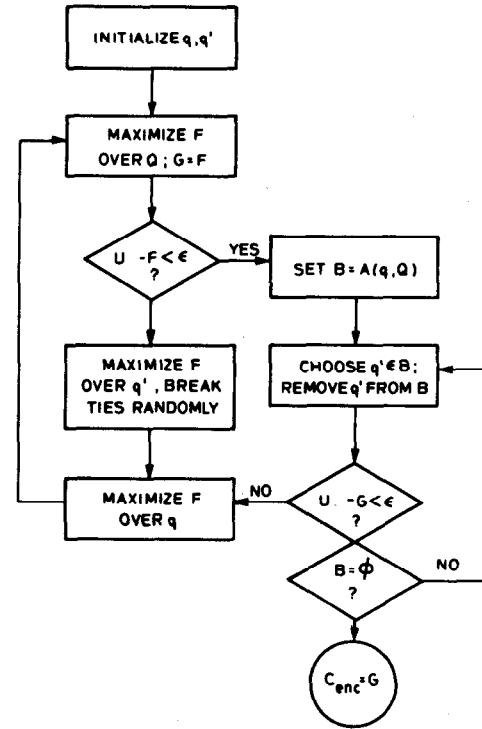 INITIALIZE q,q'
MAXIMIZE F
OVER Q ; G=F
U -F < ϵ
?
YES
SET B=A(q,Q)
MAXIMIZE F
OVER q' , BREAK
TIES RANDOMLY
CHOOSE q' ϵ B;
REMOVE q' FROM B
MAXIMIZE F
OVER q
NO
U. -G < ϵ
?
B=ϕ
?
NO
C_enc=G